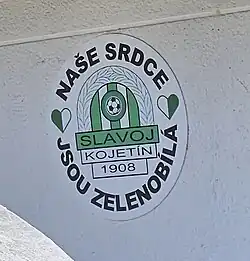 NAŠE SRDCE
SLAVOJ
KOJETÍN
1908
JSOU ZELENOBÍLÁ